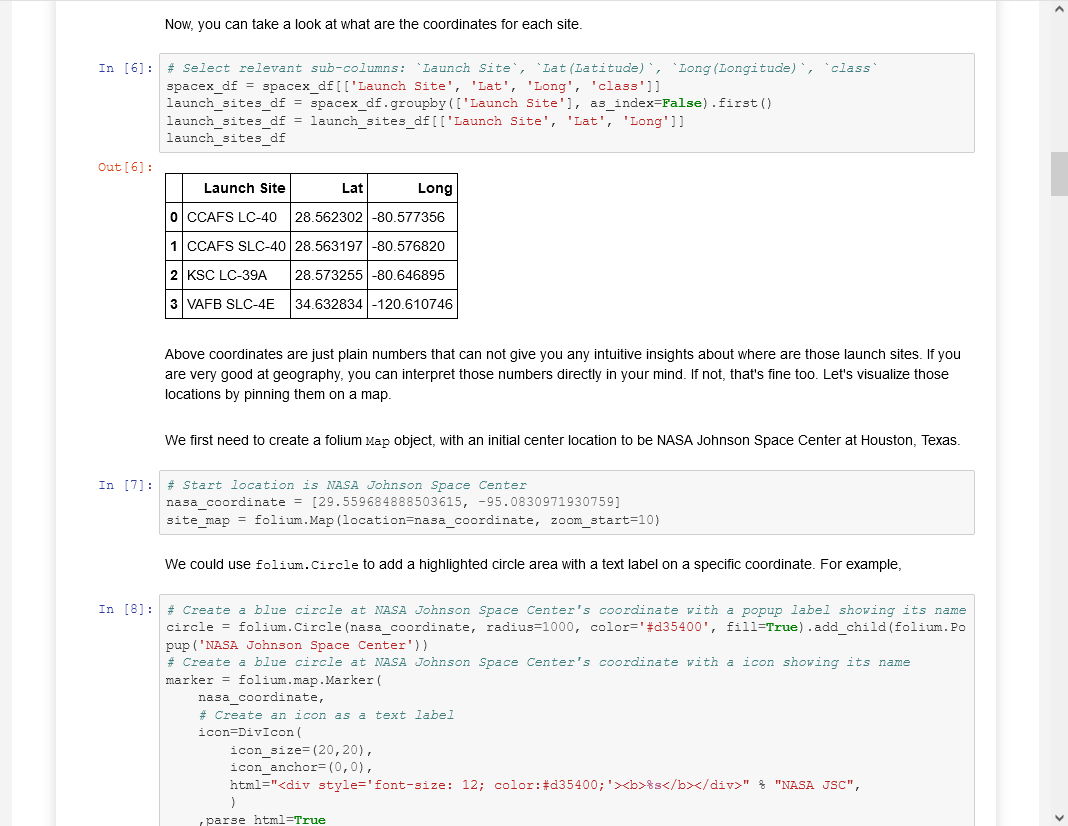 Now, you can take a look at what are the coordinates for each site.
In [6]: # Select relevant sub-columns: `Launch Site`, `Lat(Latitude)`, `Long(Longitude)`, `class`
spacex_df = spacex_df[['Launch Site', 'Lat', 'Long', 'class']]
launch_sites_df = spacex_df.groupby(['Launch Site'], as_index=False).first()
launch_sites_df = launch_sites_df[['Launch Site', 'Lat', 'Long']]
launch_sites_df
Out[6]:
Launch Site Lat Long
0 CCAFS LC-40 28.562302 -80.577356
1 CCAFS SLC-40 28.563197 -80.576820
2 KSC LC-39A 28.573255 -80.646895
3 VAFB SLC-4E 34.632834 -120.610746
Above coordinates are just plain numbers that can not give you any intuitive insights about where are those launch sites. If you
are very good at geography, you can interpret those numbers directly in your mind. If not, that's fine too. Let's visualize those
locations by pinning them on a map.
We first need to create a folium Map object, with an initial center location to be NASA Johnson Space Center at Houston, Texas.
In [7]: # Start location is NASA Johnson Space Center
nasa_coordinate = [29.559684888503615, -95.0830971930759]
site_map = folium.Map(location=nasa_coordinate, zoom_start=10)
We could use folium.Circle to add a highlighted circle area with a text label on a specific coordinate. For example,
In [8]: # Create a blue circle at NASA Johnson Space Center's coordinate with a popup label showing its name
circle = folium.Circle(nasa_coordinate, radius=1000, color='#d35400', fill=True).add_child(folium.Po
pup('NASA Johnson Space Center'))
# Create a blue circle at NASA Johnson Space Center's coordinate with a icon showing its name
marker = folium.map.Marker(
nasa_coordinate,
# Create an icon as a text label
icon=DivIcon(
icon_size=(20,20),
icon_anchor=(0,0),
html="<div style='font-size: 12; color:#d35400;'><b>%s</b></div>" % "NASA JSC",
)
,parse_html=True